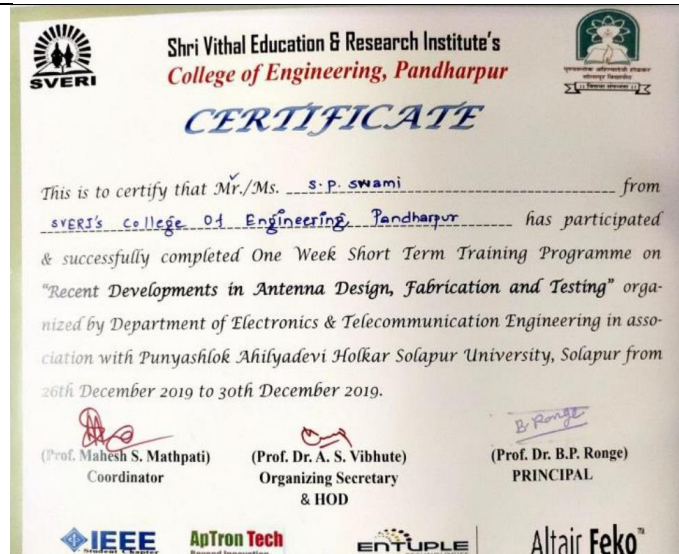 SVERI
Shri Vithal Education & Research Institute's
College of Engineering, Pandharpur
CERTIFICATE
This is to certify that Mr./Ms. S.P. Swami from
SVERI's College Of Engineering, Pandharpur has participated
& successfully completed One Week Short Term Training Programme on
"Recent Developments in Antenna Design, Fabrication and Testing" orga-
nized by Department of Electronics & Telecommunication Engineering in asso-
ciation with Punyashlok Ahilyadevi Holkar Solapur University, Solapur from
26th December 2019 to 30th December 2019.
B Ronge
(Prof. Mahesh S. Mathpati) (Prof. Dr. A. S. Vibhute) (Prof. Dr. B.P. Ronge)
Coordinator Organizing Secretary PRINCIPAL
& HOD
IEEE ApTron Tech ENTUPLE Altair Feko™
Student Chapter